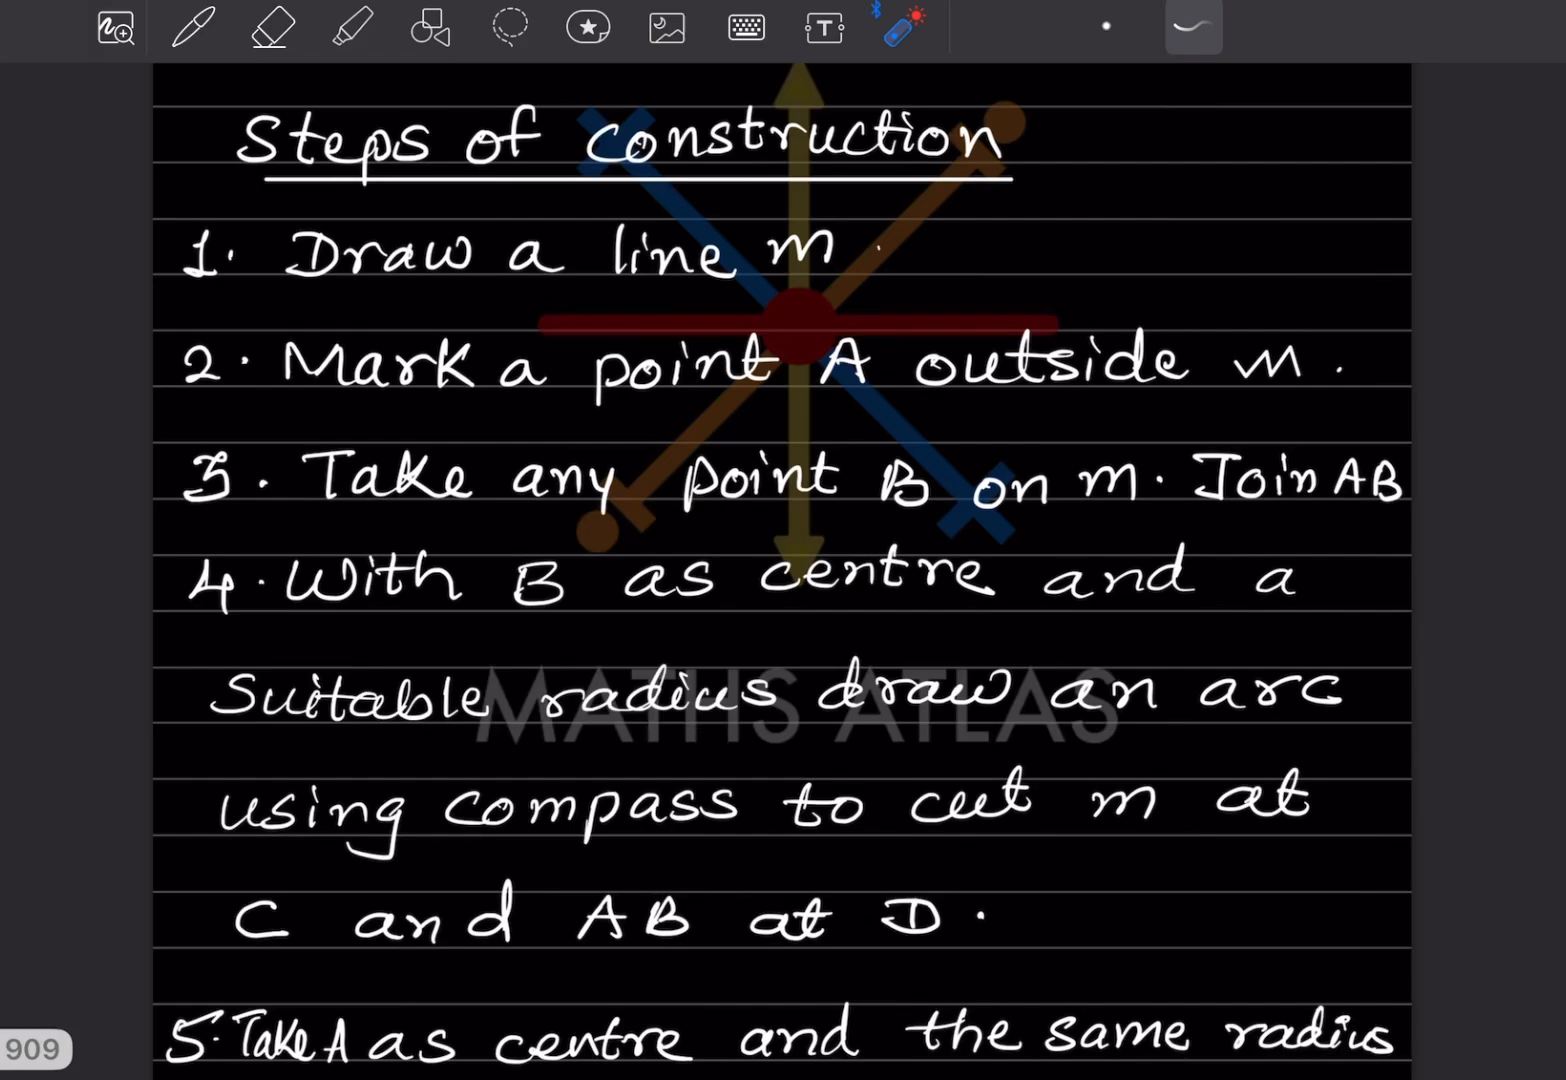 Steps of construction
1. Draw a line m.
2. Mark a point A outside m.
3. Take any point B on m. Join AB
4. With B as centre and a
suitable radius draw an arc
MATHS ATLAS
using compass to cut m at
C and AB at D.
5. Take A as centre and the same radius
909